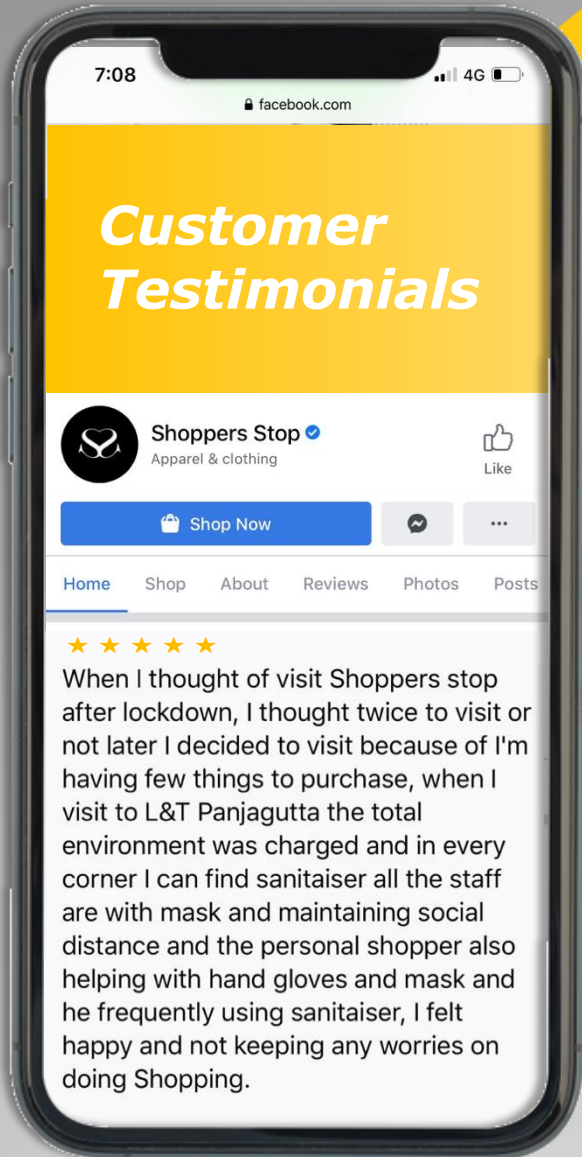 7:08
4G
facebook.com
Customer
Testimonials
Shoppers Stop
Apparel & clothing
Like
Shop Now
Home Shop About Reviews Photos Posts
When I thought of visit Shoppers stop
after lockdown, I thought twice to visit or
not later I decided to visit because of I'm
having few things to purchase, when I
visit to L&T Panjagutta the total
environment was charged and in every
corner I can find sanitaiser all the staff
are with mask and maintaining social
distance and the personal shopper also
helping with hand gloves and mask and
he frequently using sanitaiser, I felt
happy and not keeping any worries on
doing Shopping.